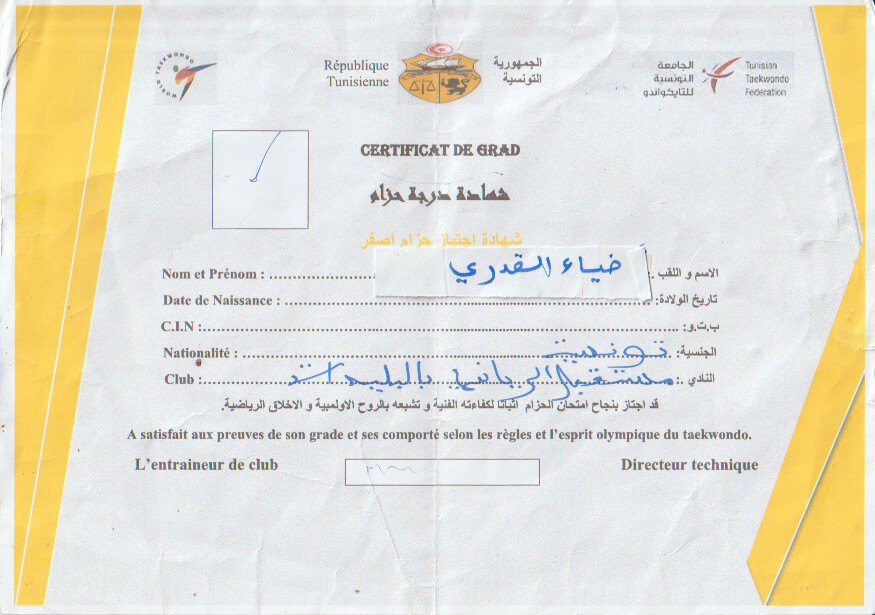 WORLD TAEKWONDO
République
Tunisienne
الجمهورية
التونسية
الجامعة
التونسية
للتايكواندو
Tunisian
Taekwondo
Federation
CERTIFICAT DE GRAD
شهادة درجة حزام
شهادة اجتياز حزام اصفر
Nom et Prénom : ضياء القدري الاسم و اللقب :
Date de Naissance : تاريخ الولادة:
C.I.N : ب.ت.و:
Nationalité : تونسية الجنسية:
Club : مستقبل الرياضي بالبليدات النادي :
قد اجتاز بنجاح امتحان الحزام اثباتا لكفاءته الفنية و تشبعه بالروح الاولمبية و الاخلاق الرياضية.
A satisfait aux preuves de son grade et ses comporté selon les règles et l'esprit olympique du taekwondo.
L'entraineur de club Directeur technique